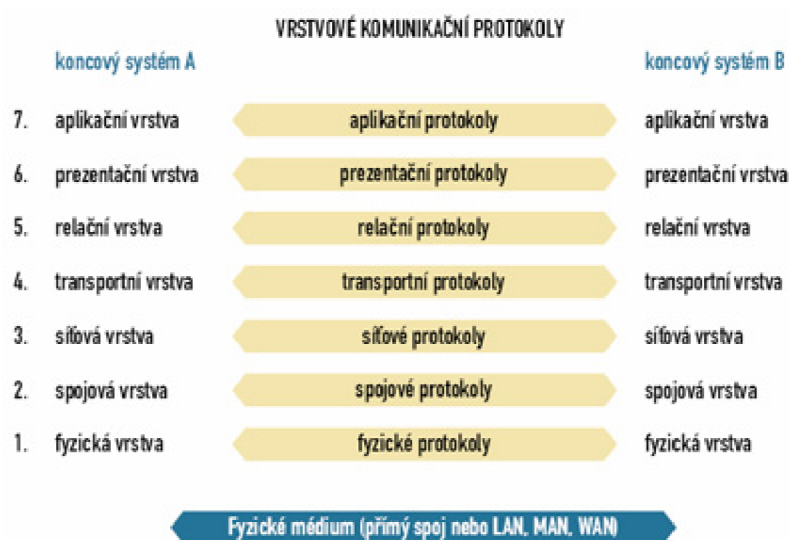 VRSTVOVÉ KOMUNIKAČNÍ PROTOKOLY
koncový systém A koncový systém B
7. aplikační vrstva aplikační protokoly aplikační vrstva
6. prezentační vrstva prezentační protokoly prezentační vrstva
5. relační vrstva relační protokoly relační vrstva
4. transportní vrstva transportní protokoly transportní vrstva
3. síťová vrstva síťové protokoly síťová vrstva
2. spojová vrstva spojové protokoly spojová vrstva
1. fyzická vrstva fyzické protokoly fyzická vrstva
Fyzické médium (přímý spoj nebo LAN, MAN, WAN)